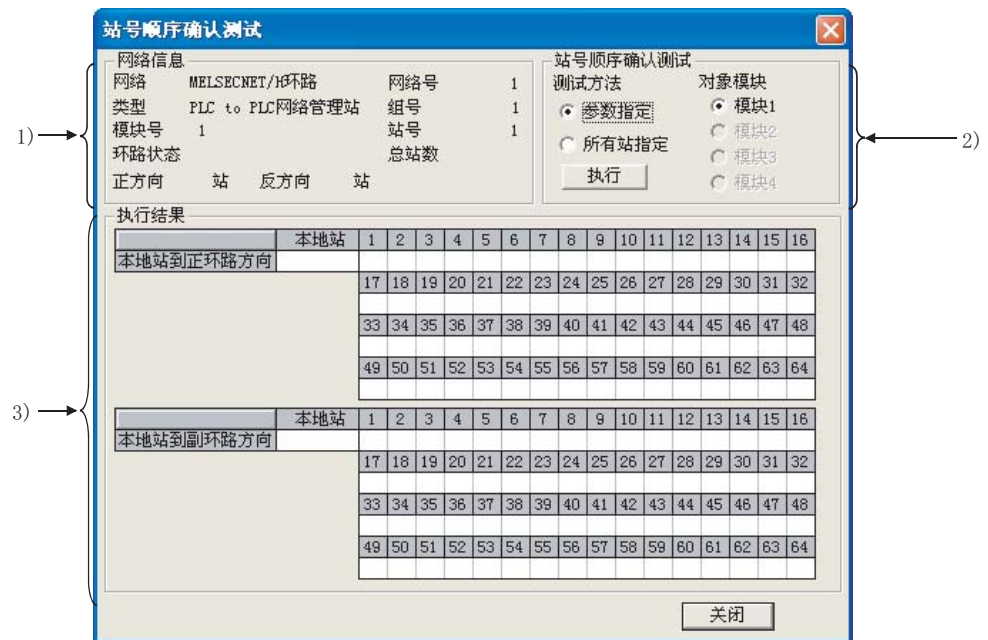 站号顺序确认测试
网络信息
网络 MELSECNET/H环路 网络号 1
类型 PLC to PLC网络管理站 组号 1
模块号 1 站号 1
环路状态 总站数
正方向 站 反方向 站
1)
站号顺序确认测试
测试方法 对象模块
参数指定 模块1
所有站指定 模块2
模块3
执行 模块4
2)
执行结果
本地站 1 2 3 4 5 6 7 8 9 10 11 12 13 14 15 16
本地站到正环路方向
17 18 19 20 21 22 23 24 25 26 27 28 29 30 31 32
33 34 35 36 37 38 39 40 41 42 43 44 45 46 47 48
49 50 51 52 53 54 55 56 57 58 59 60 61 62 63 64
3)
本地站 1 2 3 4 5 6 7 8 9 10 11 12 13 14 15 16
本地站到副环路方向
17 18 19 20 21 22 23 24 25 26 27 28 29 30 31 32
33 34 35 36 37 38 39 40 41 42 43 44 45 46 47 48
49 50 51 52 53 54 55 56 57 58 59 60 61 62 63 64
关闭